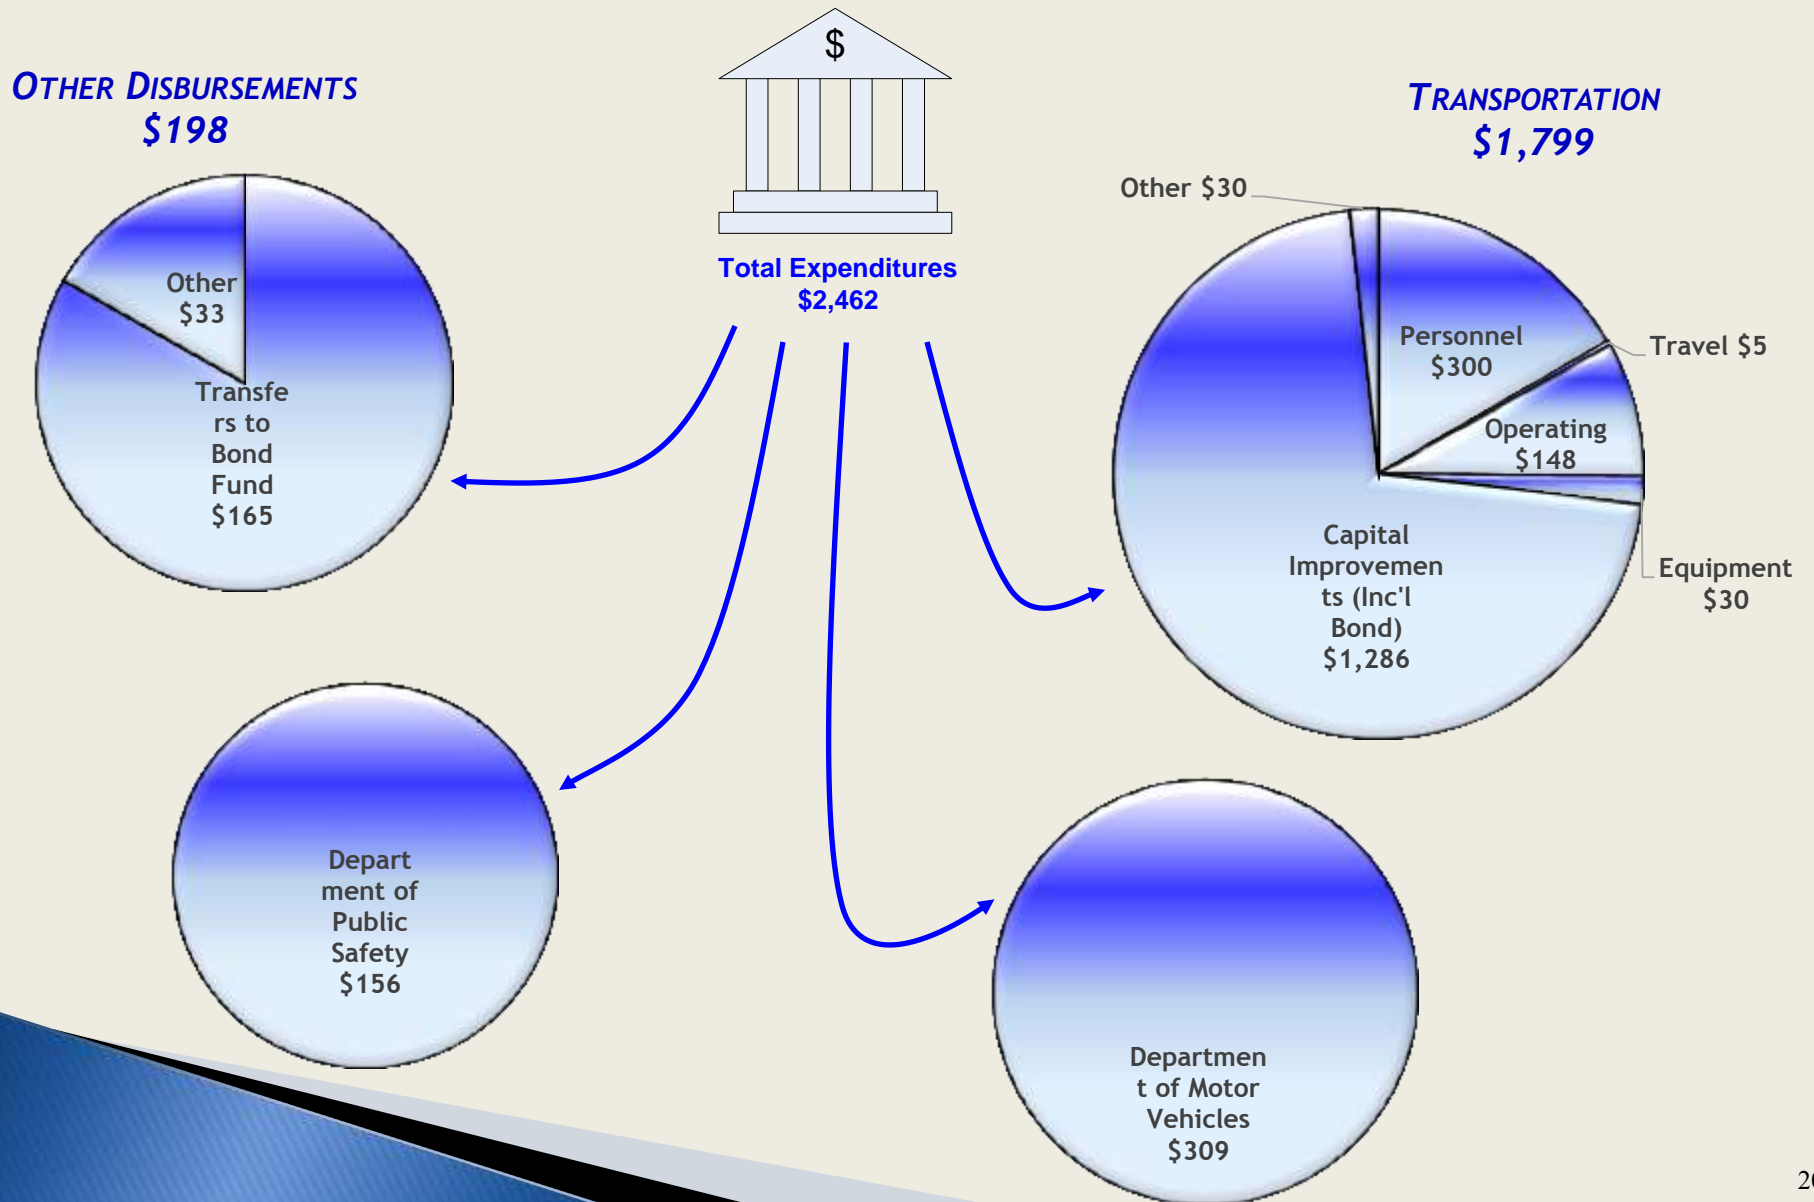 $
OTHER DISBURSEMENTS
$198
TRANSPORTATION
$1,799
Total Expenditures
$2,462
Other
$33
Transfe
rs to
Bond
Fund
$165
Other $30
Personnel
$300
Travel $5
Operating
$148
Equipment
$30
Capital
Improvemen
ts (Inc'l
Bond)
$1,286
Depart
ment of
Public
Safety
$156
Departmen
t of Motor
Vehicles
$309